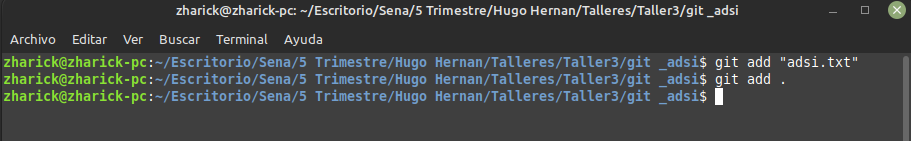 zharick@zharick-pc: ~/Escritorio/Sena/5 Trimestre/Hugo Hernan/Talleres/Taller3/git _adsi
Archivo Editar Ver Buscar Terminal Ayuda
zharick@zharick-pc:~/Escritorio/Sena/5 Trimestre/Hugo Hernan/Talleres/Taller3/git _adsi$ git add "adsi.txt"
zharick@zharick-pc:~/Escritorio/Sena/5 Trimestre/Hugo Hernan/Talleres/Taller3/git _adsi$ git add .
zharick@zharick-pc:~/Escritorio/Sena/5 Trimestre/Hugo Hernan/Talleres/Taller3/git _adsi$